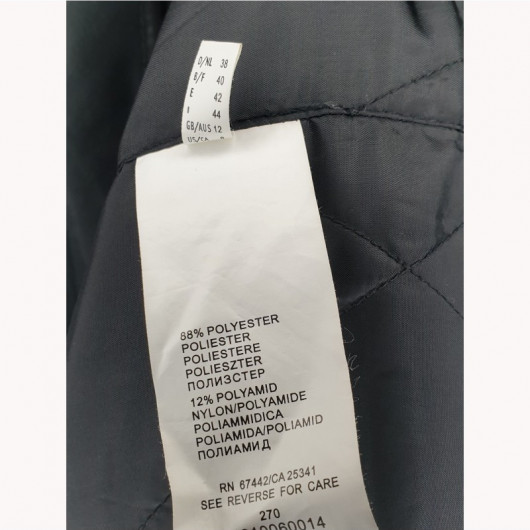 D/NL 38
B/F 40
E 42
I 44
GB/AUS 12
88% POLYESTER
POLIESTER
POLIESTERE
POLIESZTER
ПОЛИЭСТЕР
12% POLYAMID
NYLON/POLYAMIDE
POLIAMMIDICA
POLIAMIDA/POLIAMID
ПОЛИАМИД
RN 67442/CA 25341
SEE REVERSE FOR CARE
270